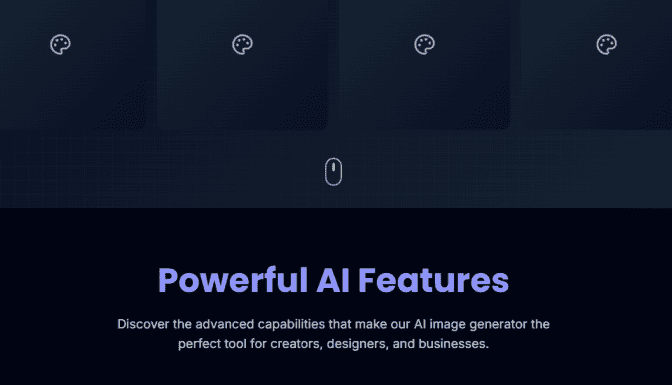 Powerful AI Features
Discover the advanced capabilities that make our AI image generator the
perfect tool for creators, designers, and businesses.